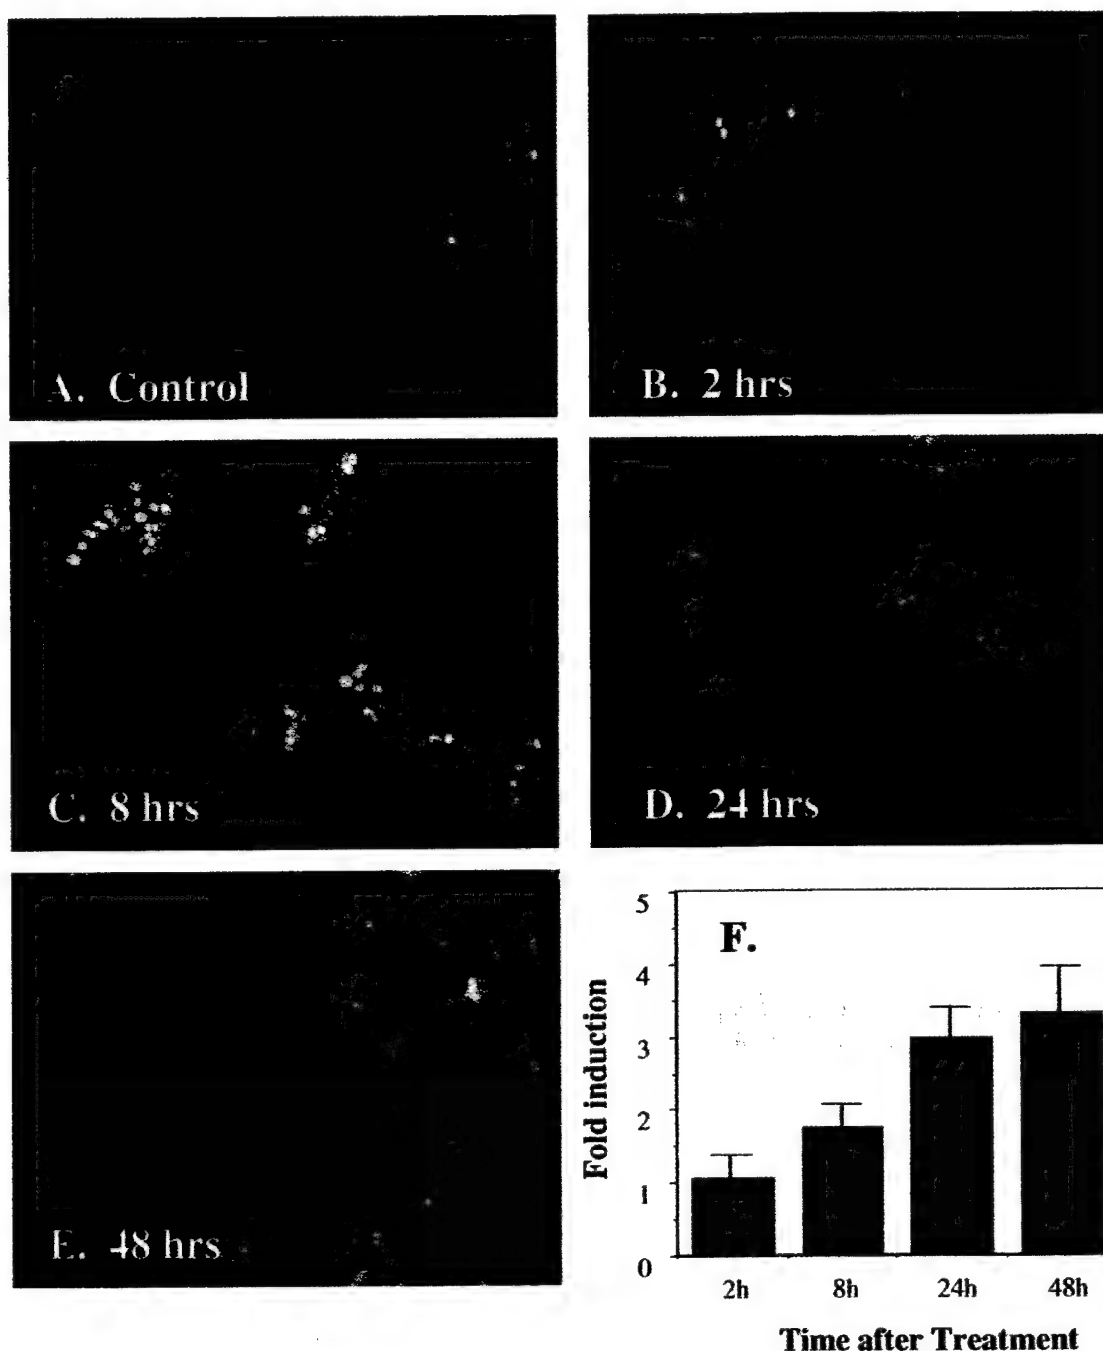 A. Control
B. 2 hrs
C. 8 hrs
D. 24 hrs
E. 48 hrs
F.
5
4
3
2
1
0
Fold induction
2h 8h 24h 48h
Time after Treatment